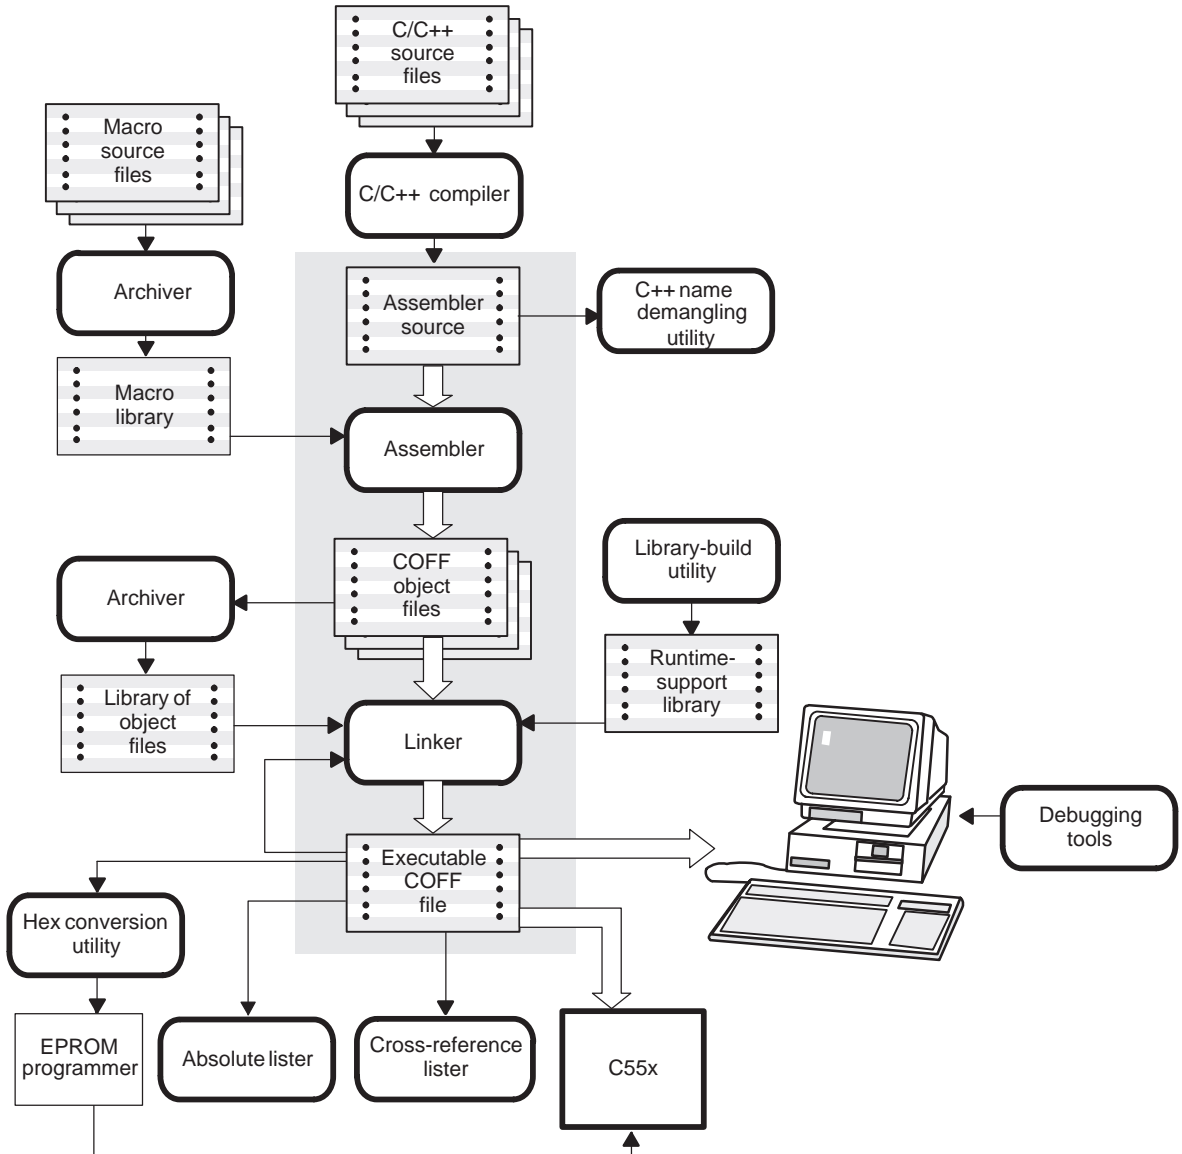 C/C++
source
files
Macro
source
files
C/C++ compiler
Archiver
Assembler
source
C++ name
demangling
utility
Macro
library
Assembler
Library-build
utility
COFF
object
files
Archiver
Runtime-
support
library
Library of
object
files
Linker
Debugging
tools
Executable
COFF
file
Hex conversion
utility
EPROM
programmer
Absolute lister
Cross-reference
lister
C55x